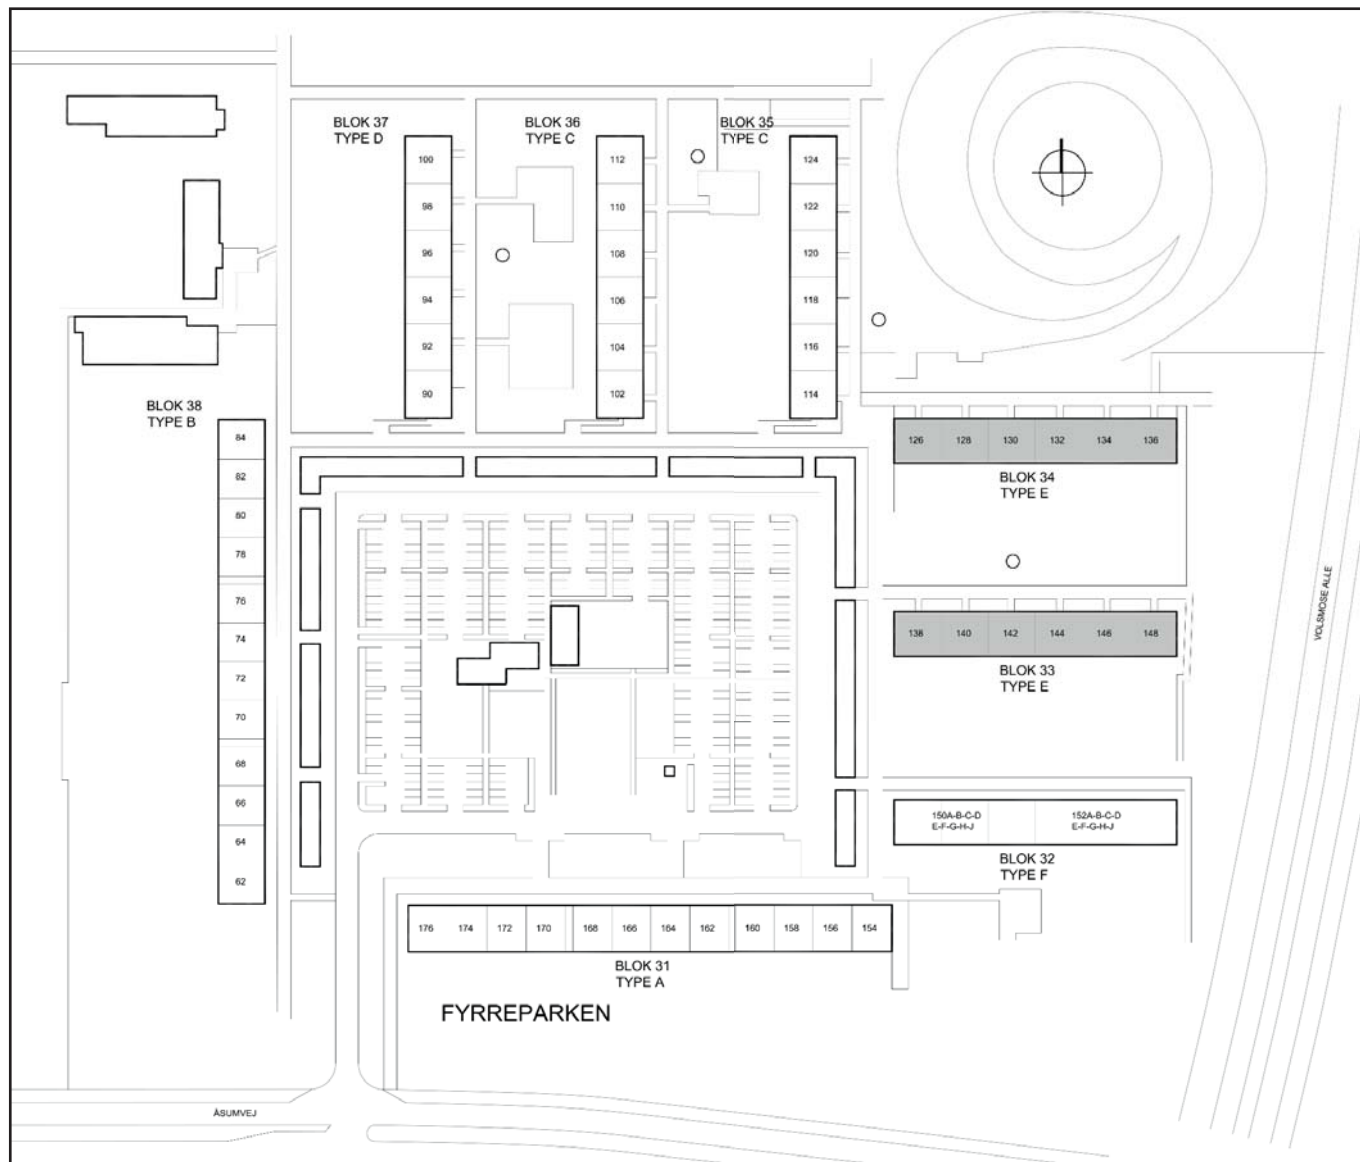 BLOK 37
TYPE D
BLOK 36
TYPE C
BLOK 35
TYPE C
100
98
96
94
92
90
112
110
108
106
104
102
124
122
120
118
116
114
BLOK 38
TYPE B
84
82
80
78
76
74
72
70
68
66
64
62
126 128 130 132 134 136
BLOK 34
TYPE E
138 140 142 144 146 148
BLOK 33
TYPE E
VOLSMOSE ALLE
150A-B-C-D
E-F-G-H-J
152A-B-C-D
E-F-G-H-J
BLOK 32
TYPE F
176 174 172 170 168 166 164 162 160 158 156 154
BLOK 31
TYPE A
FYRREPARKEN
ÅSUMVEJ